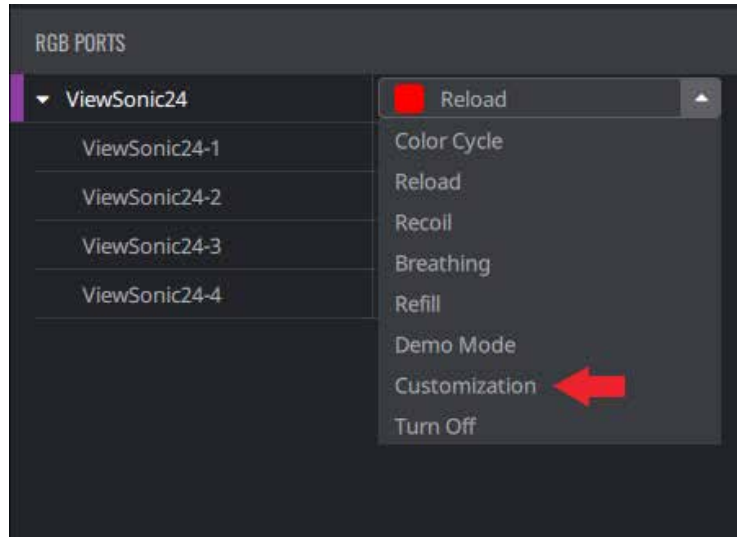 RGB PORTS
ViewSonic24
Reload
ViewSonic24-1
Color Cycle
ViewSonic24-2
Reload
ViewSonic24-3
Recoil
ViewSonic24-4
Breathing
Refill
Demo Mode
Customization
Turn Off